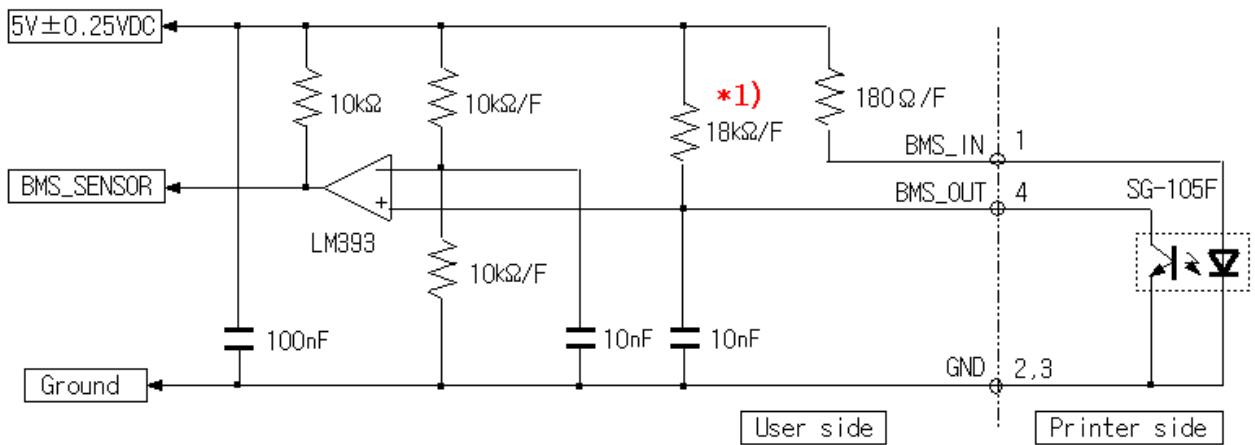 5V±0.25VDC
10kΩ
10kΩ/F
*1)
18kΩ/F
180Ω/F
BMS_IN 1
BMS_SENSOR
BMS_OUT 4
SG-105F
+
LM393
10kΩ/F
100nF
10nF
10nF
Ground
GND 2,3
User side
Printer side